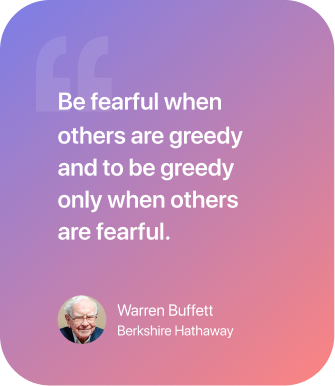 Be fearful when
others are greedy
and to be greedy
only when others
are fearful.
Warren Buffett
Berkshire Hathaway